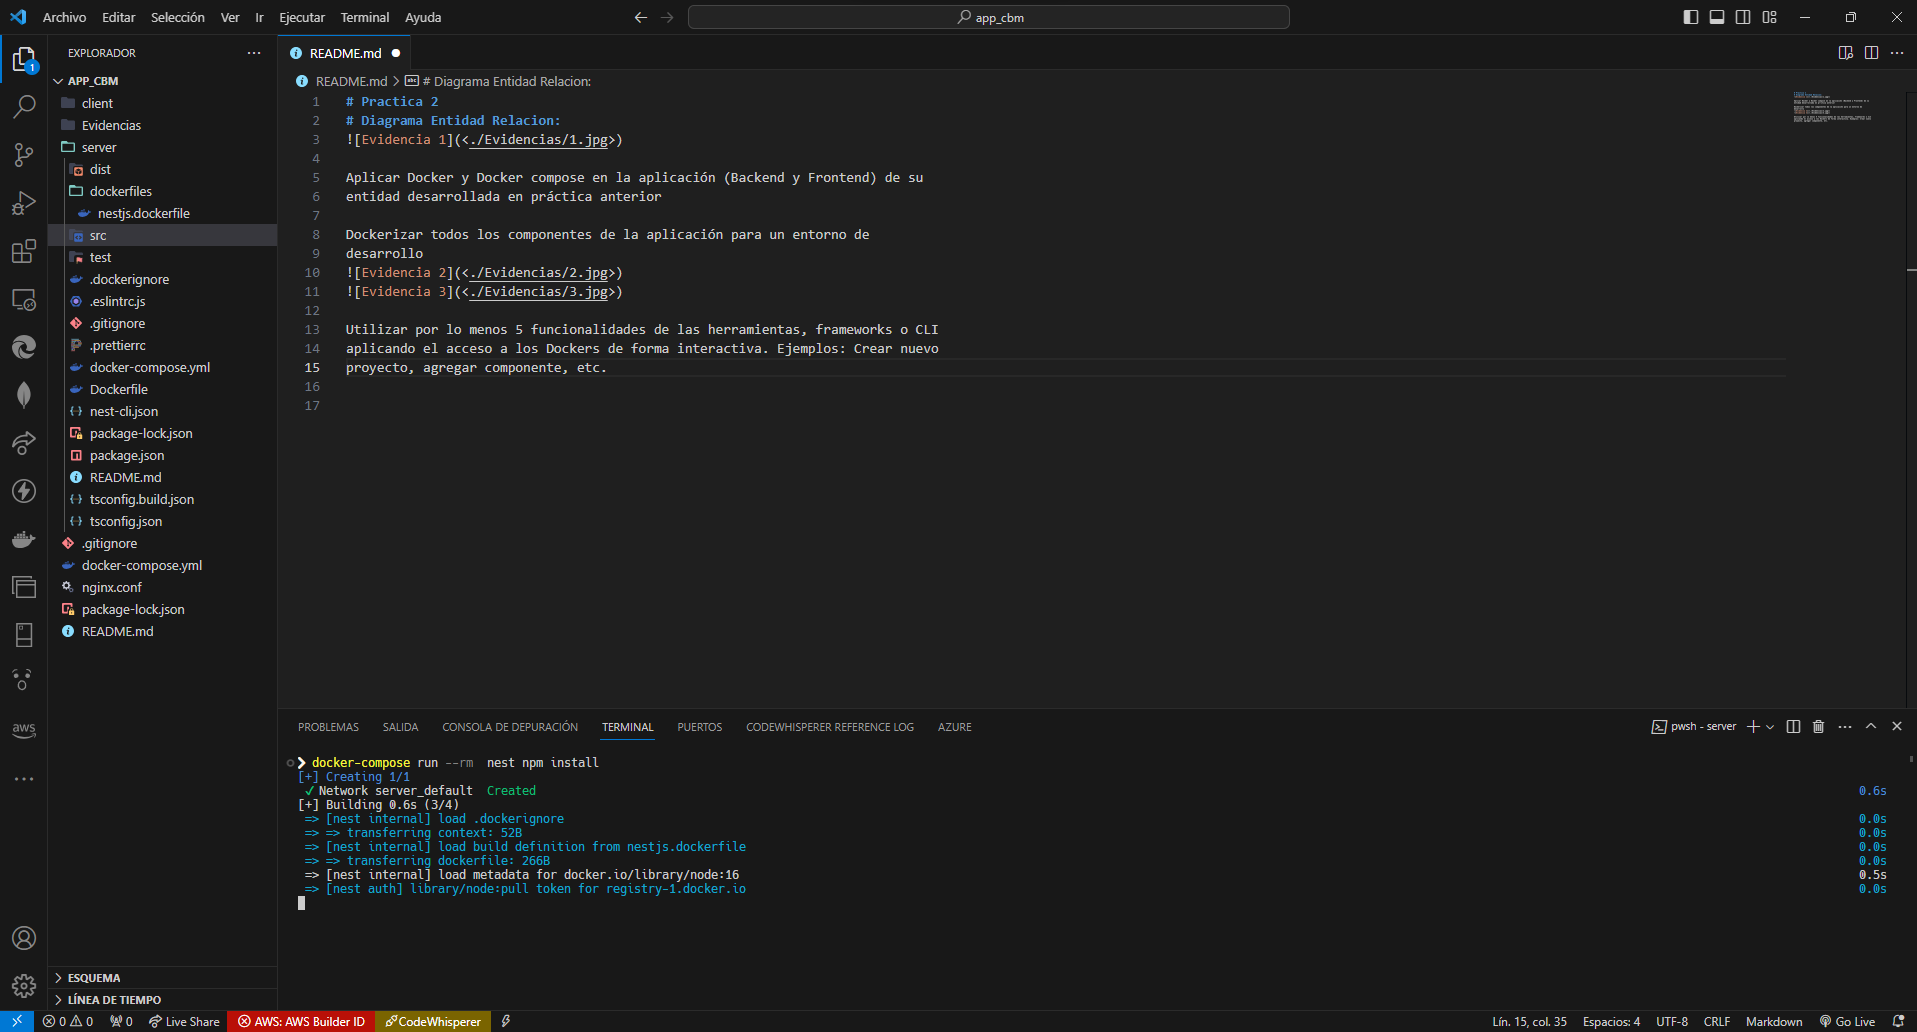 Archivo Editar Selección Ver Ir Ejecutar Terminal Ayuda
app_cbm
EXPLORADOR
README.md
1
APP_CBM
client
Evidencias
server
dist
dockerfiles
nestjs.dockerfile
src
test
.dockerignore
.eslintrc.js
.gitignore
.prettierrc
docker-compose.yml
Dockerfile
nest-cli.json
package-lock.json
package.json
README.md
tsconfig.build.json
tsconfig.json
.gitignore
docker-compose.yml
nginx.conf
package-lock.json
README.md
aws
ESQUEMA
LÍNEA DE TIEMPO
README.md > # Diagrama Entidad Relacion:
1 # Practica 2
2 # Diagrama Entidad Relacion:
3 ![Evidencia 1](<./Evidencias/1.jpg>)
4
5 Aplicar Docker y Docker compose en la aplicación (Backend y Frontend) de su
6 entidad desarrollada en práctica anterior
7
8 Dockerizar todos los componentes de la aplicación para un entorno de
9 desarrollo
10 ![Evidencia 2](<./Evidencias/2.jpg>)
11 ![Evidencia 3](<./Evidencias/3.jpg>)
12
13 Utilizar por lo menos 5 funcionalidades de las herramientas, frameworks o CLI
14 aplicando el acceso a los Dockers de forma interactiva. Ejemplos: Crear nuevo
15 proyecto, agregar componente, etc.
16
17
PROBLEMAS SALIDA CONSOLA DE DEPURACIÓN TERMINAL PUERTOS CODEWHISPERER REFERENCE LOG AZURE
pwsh - server
❯ docker-compose run --rm  nest npm install
[+] Creating 1/1
✓ Network server_default  Created 0.6s
[+] Building 0.6s (3/4)
=> [nest internal] load .dockerignore 0.0s
=> => transferring context: 52B 0.0s
=> [nest internal] load build definition from nestjs.dockerfile 0.0s
=> => transferring dockerfile: 266B 0.0s
=> [nest internal] load metadata for docker.io/library/node:16 0.5s
=> [nest auth] library/node:pull token for registry-1.docker.io 0.0s
0 0 0 Live Share AWS: AWS Builder ID CodeWhisperer Lín. 15, col. 35 Espacios: 4 UTF-8 CRLF Markdown Go Live